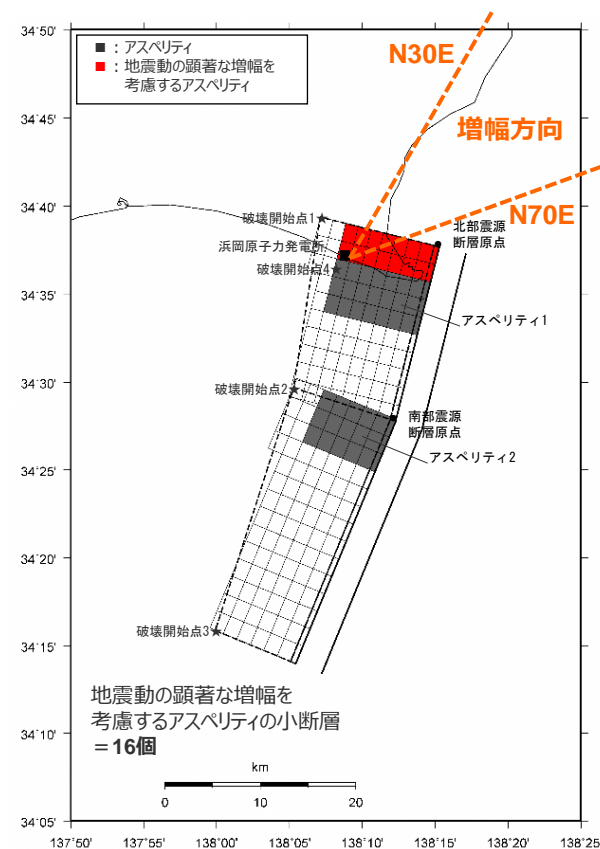 34°50'
■ : アスペリティ
■ : 地震動の顕著な増幅を
考慮するアスペリティ
N30E
34°45'
増幅方向
34°40'
破壊開始点1
N70E
北部震源
断層原点
浜岡原子力発電所
破壊開始点4
34°35'
アスペリティ1
34°30'
破壊開始点2
南部震源
断層原点
アスペリティ2
34°25'
34°20'
34°15'
破壊開始点3
地震動の顕著な増幅を
考慮するアスペリティの小断層
＝16個
34°10'
km
0 10 20
34°05'
137°50' 137°55' 138°00' 138°05' 138°10' 138°15' 138°20' 138°25'